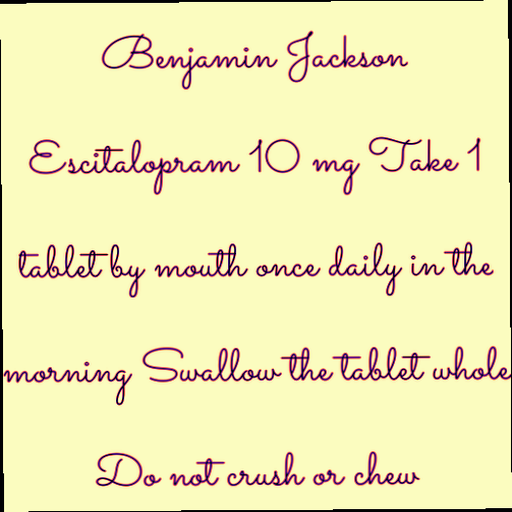 Benjamin Jackson
Escitalopram 10 mg Take 1
tablet by mouth once daily in the
morning Swallow the tablet whole
Do not crush or chew